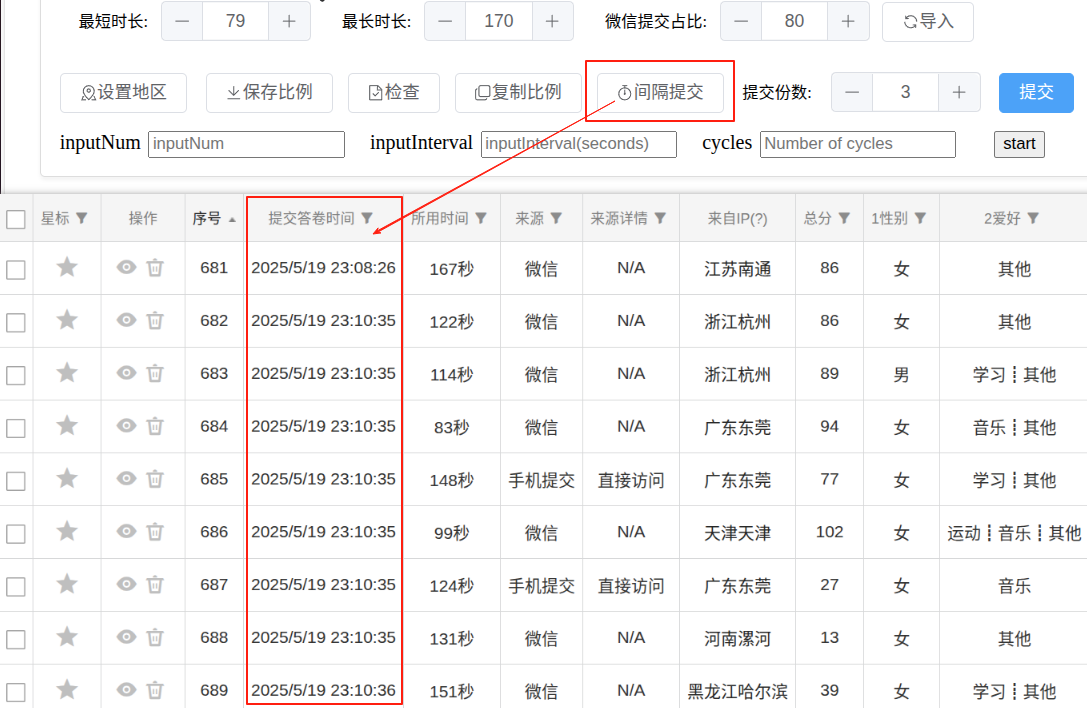 最短时长: 79 最长时长: 170 微信提交占比: 80 导入
设置地区 保存比例 检查 复制比例 间隔提交 提交份数: 3 提交
inputNum inputNum inputInterval inputInterval(seconds) cycles Number of cycles start
星标 操作 序号 提交答卷时间 所用时间 来源 来源详情 来自IP(?) 总分 1性别 2爱好
681 2025/5/19 23:08:26 167秒 微信 N/A 江苏南通 86 女 其他
682 2025/5/19 23:10:35 122秒 微信 N/A 浙江杭州 86 女 其他
683 2025/5/19 23:10:35 114秒 微信 N/A 浙江杭州 89 男 学习┋其他
684 2025/5/19 23:10:35 83秒 微信 N/A 广东东莞 94 女 音乐┋其他
685 2025/5/19 23:10:35 148秒 手机提交 直接访问 广东东莞 77 女 学习┋其他
686 2025/5/19 23:10:35 99秒 微信 N/A 天津天津 102 女 运动┋音乐┋其他
687 2025/5/19 23:10:35 124秒 手机提交 直接访问 广东东莞 27 女 音乐
688 2025/5/19 23:10:35 131秒 微信 N/A 河南漯河 13 女 其他
689 2025/5/19 23:10:36 151秒 微信 N/A 黑龙江哈尔滨 39 女 学习┋其他